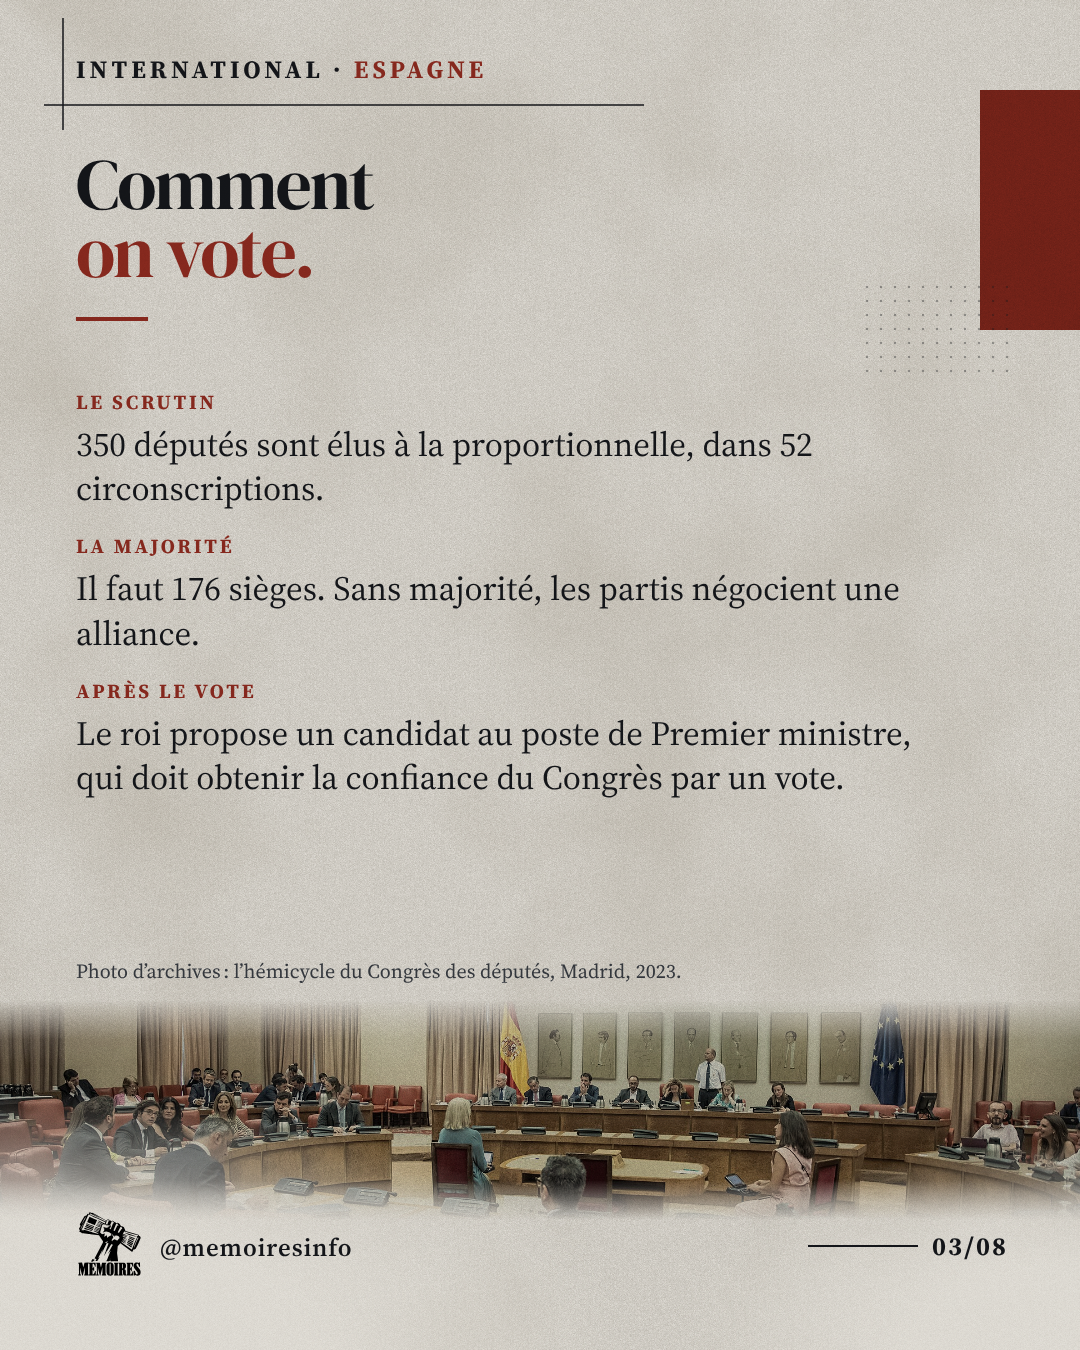 INTERNATIONAL · ESPAGNE
Comment
on vote.
LE SCRUTIN
350 députés sont élus à la proportionnelle, dans 52
circonscriptions.
LA MAJORITÉ
Il faut 176 sièges. Sans majorité, les partis négocient une
alliance.
APRÈS LE VOTE
Le roi propose un candidat au poste de Premier ministre,
qui doit obtenir la confiance du Congrès par un vote.
Photo d’archives : l’hémicycle du Congrès des députés, Madrid, 2023.
MÉMOIRES
@memoiresinfo
03/08